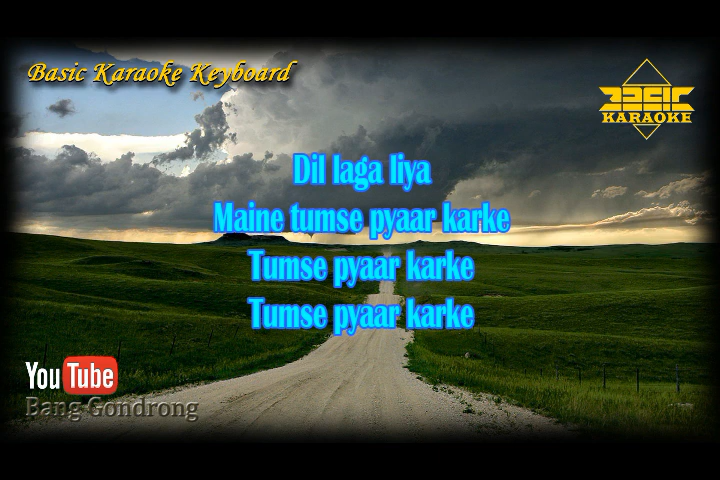 Basic Karaoke Keyboard
BASIC
KARAOKE
Dil laga liya
Maine tumse pyaar karke
Tumse pyaar karke
Tumse pyaar karke
YouTube
Bang Gondrong